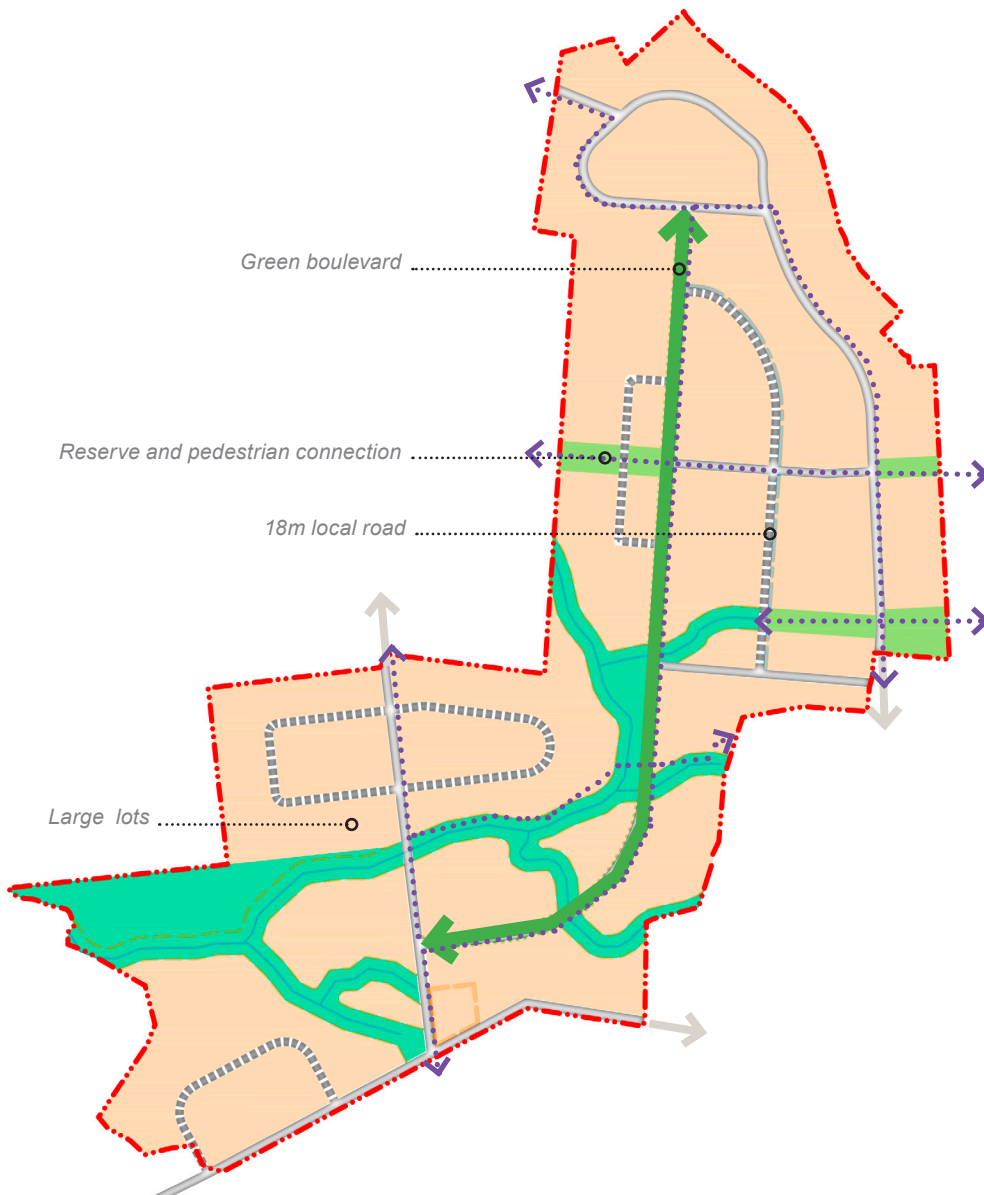 Green boulevard
Reserve and pedestrian connection
18m local road
Large lots